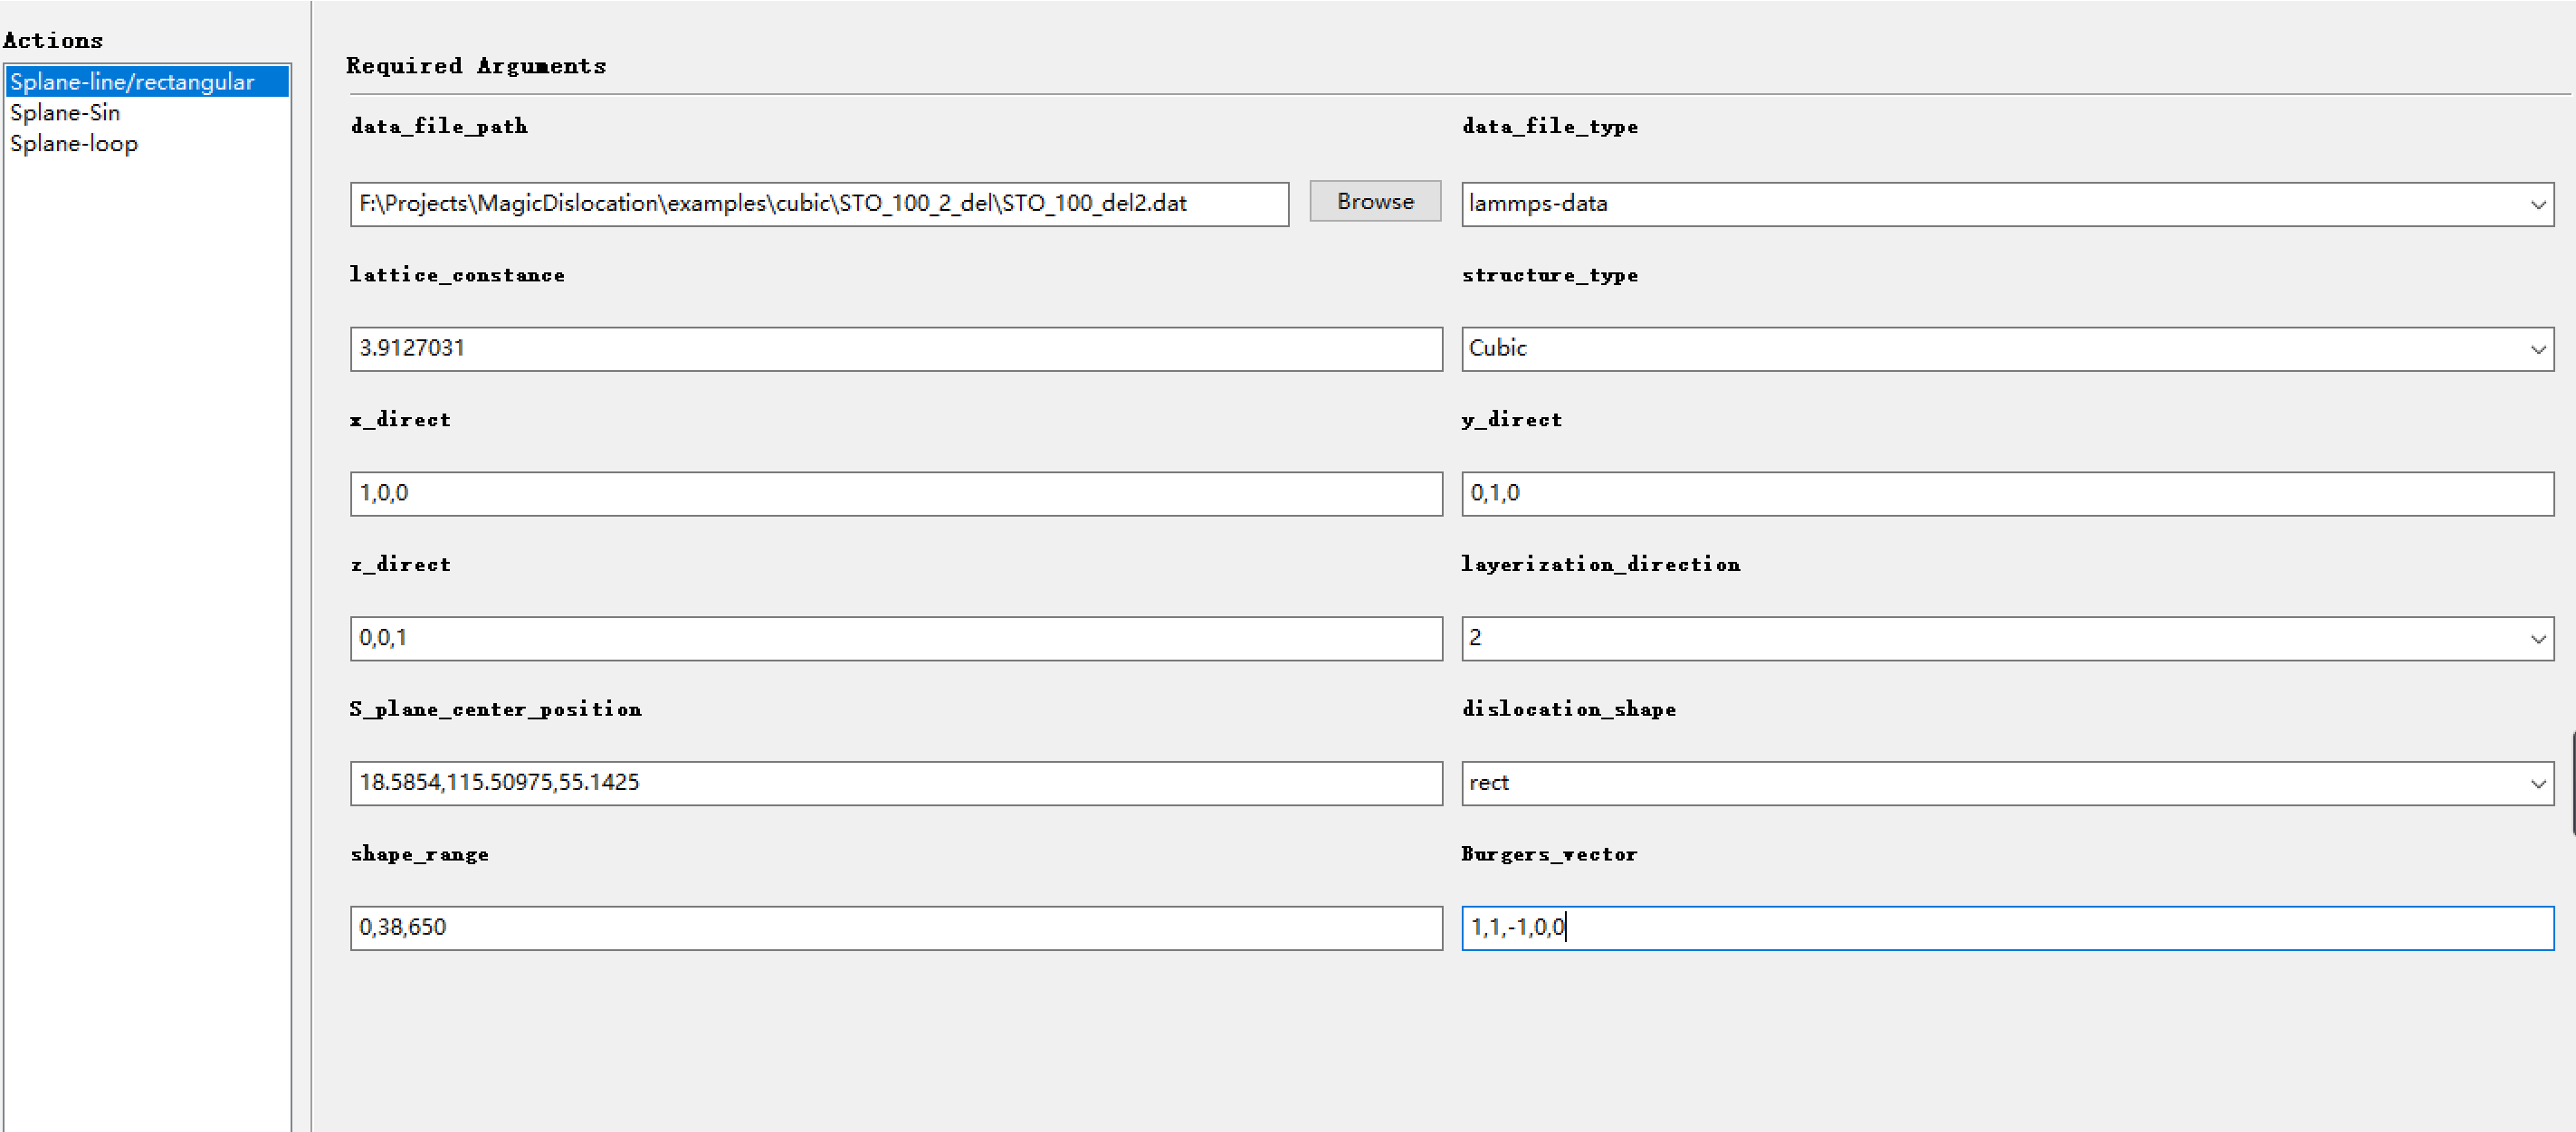 Actions
Splane-line/rectangular
Splane-Sin
Splane-loop
Required Arguments
data_file_path
data_file_type
F:\Projects\MagicDislocation\examples\cubic\STO_100_2_del\STO_100_del2.dat
Browse
lammps-data
lattice_constance
structure_type
3.9127031
Cubic
x_direct
y_direct
1,0,0
0,1,0
z_direct
layerization_direction
0,0,1
2
S_plane_center_position
dislocation_shape
18.5854,115.50975,55.1425
rect
shape_range
Burgers_vector
0,38,650
1,1,-1,0,0